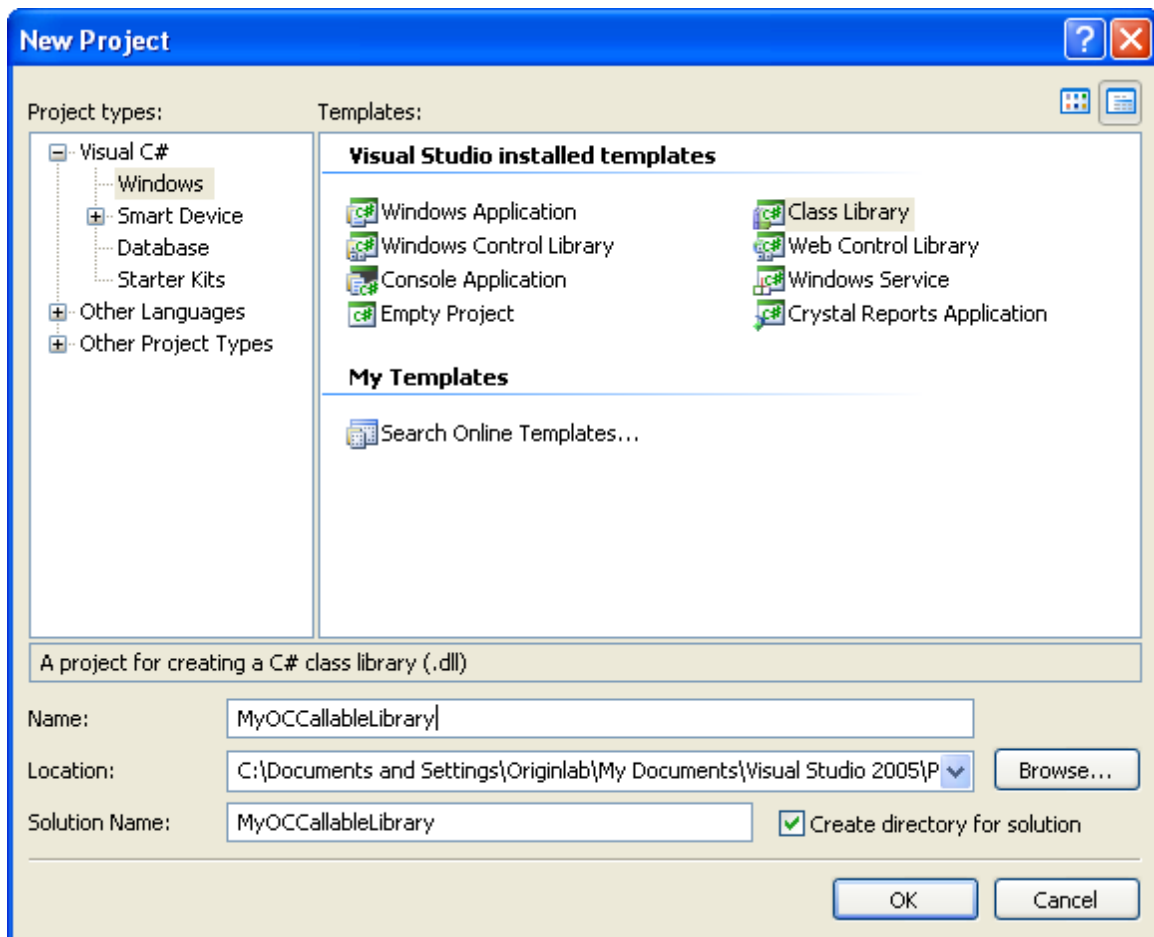 New Project
Project types:
Templates:
Visual C#
Windows
Smart Device
Database
Starter Kits
Other Languages
Other Project Types
Visual Studio installed templates
Windows Application
Class Library
Windows Control Library
Web Control Library
Console Application
Windows Service
Empty Project
Crystal Reports Application
My Templates
Search Online Templates...
A project for creating a C# class library (.dll)
Name:
MyOCCallableLibrary
Location:
C:\Documents and Settings\Originlab\My Documents\Visual Studio 2005\P
Browse...
Solution Name:
MyOCCallableLibrary
Create directory for solution
OK
Cancel